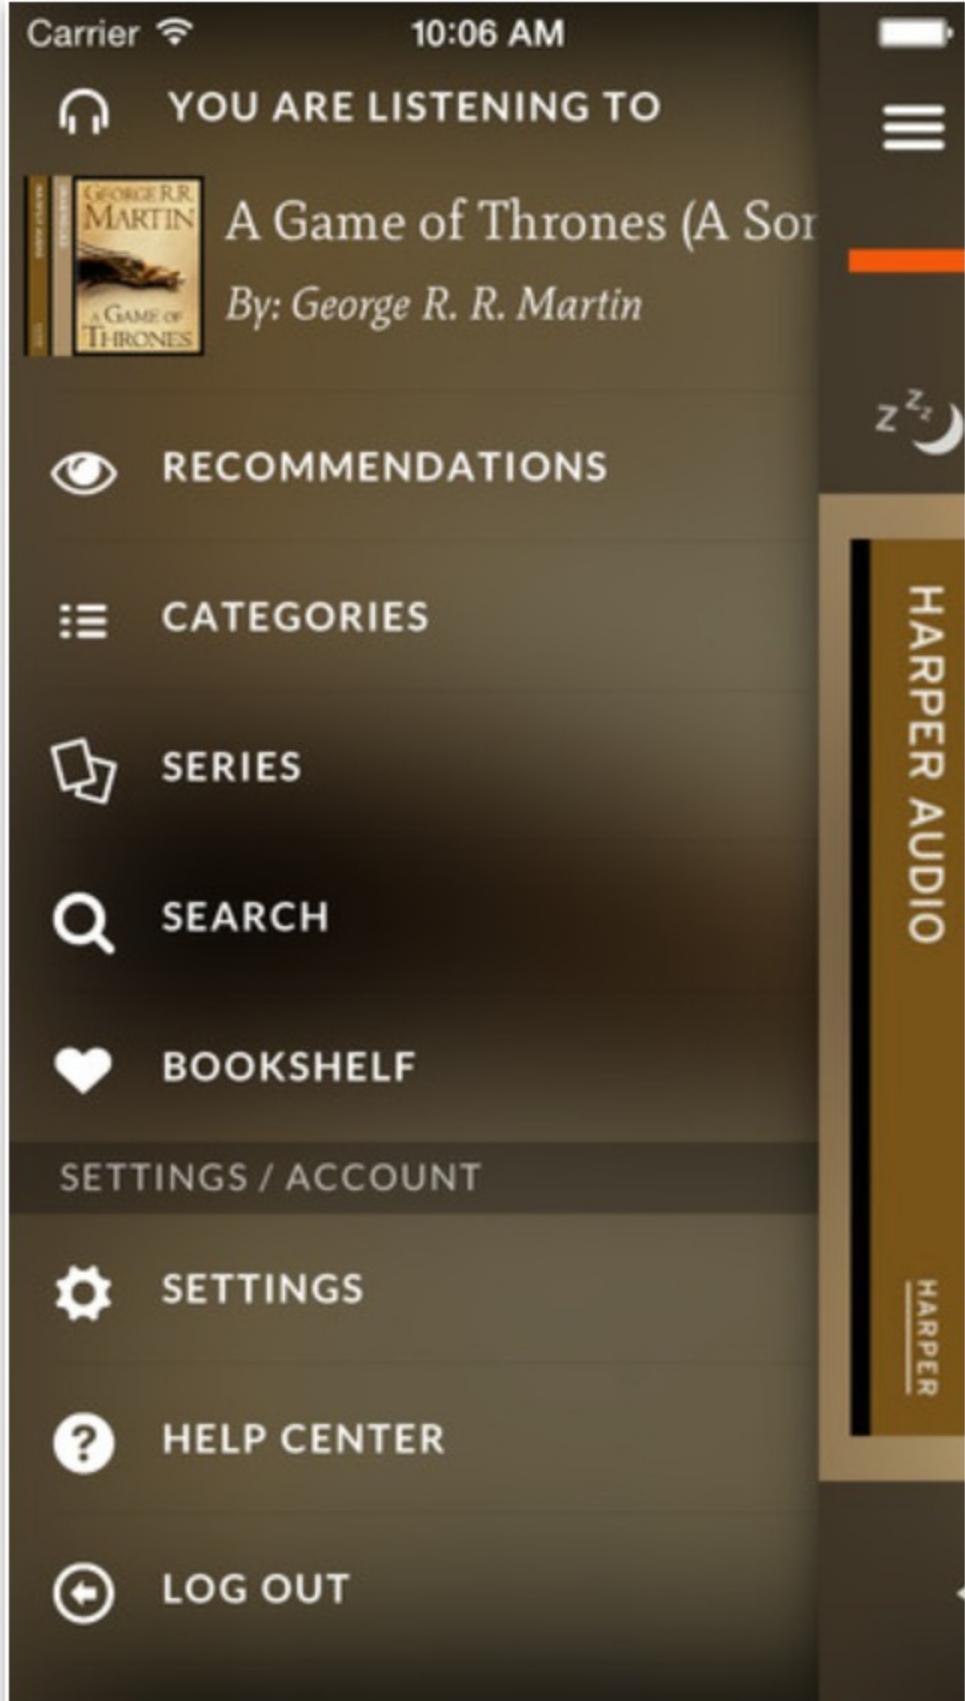 Carrier 10:06 AM
YOU ARE LISTENING TO
GEORGE R.R.
MARTIN
A GAME OF
THRONES
A Game of Thrones (A Sor
By: George R. R. Martin
RECOMMENDATIONS
CATEGORIES
SERIES
SEARCH
BOOKSHELF
SETTINGS / ACCOUNT
SETTINGS
HELP CENTER
LOG OUT
z z z
HARPER AUDIO
HARPER